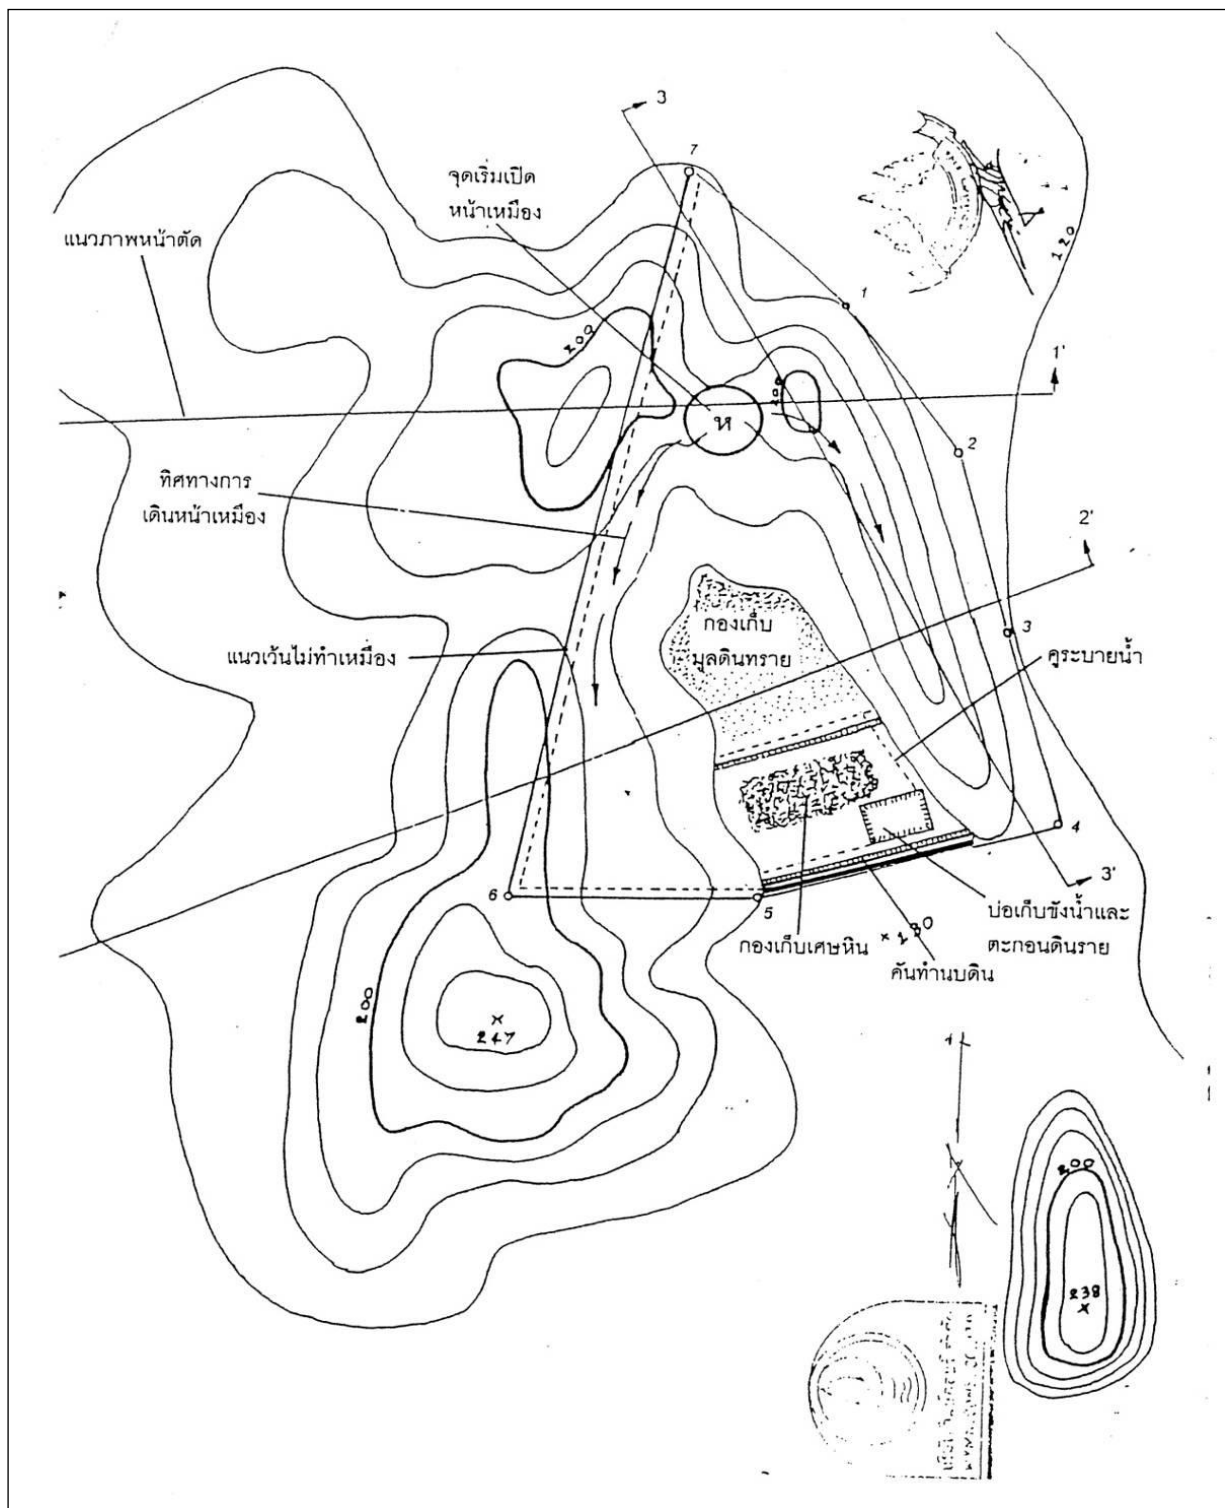 3
7
จุดเริ่มเปิด
หน้าเหมือง
แนวภาพหน้าตัด
120
1
200
1'
200
ห
2
ทิศทางการ
เดินหน้าเหมือง
2'
กองเก็บ
มูลดินทราย
3
แนวเว้นไม่ทำเหมือง
คูระบายน้ำ
4
3'
6
5
บ่อเก็บขังน้ำและ
ตะกอนดินราย
กองเก็บเศษหิน
× 130
คันทำนบดิน
200
×
247
200
238
×